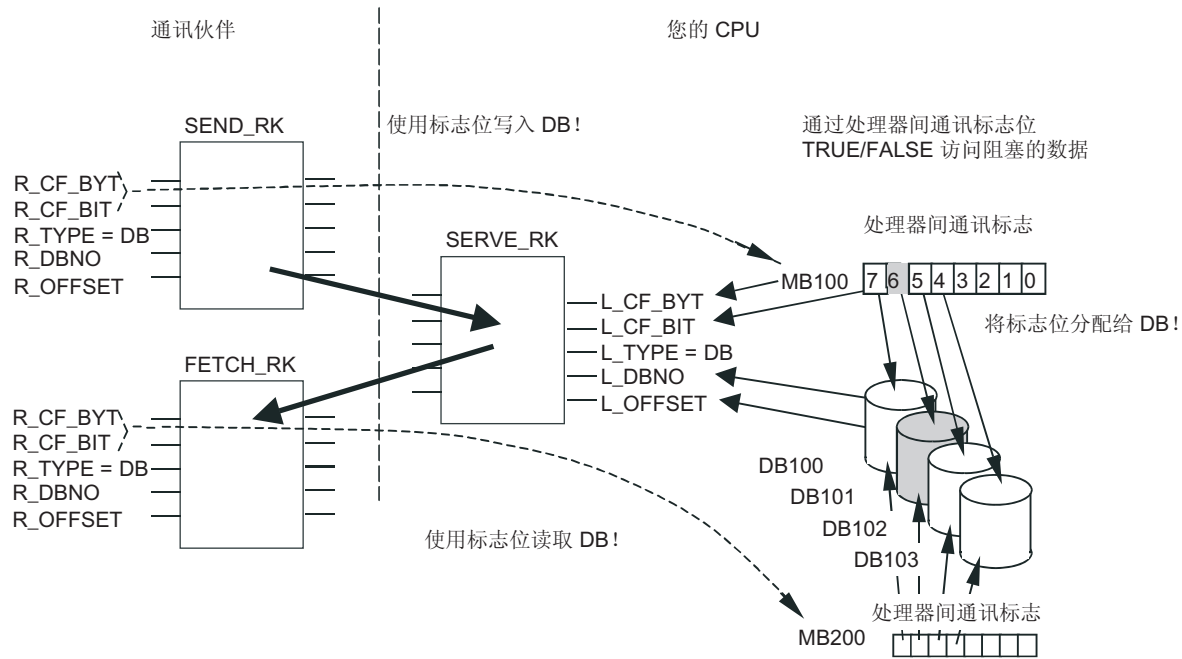 通讯伙伴
您的 CPU
SEND_RK
使用标志位写入 DB！
通过处理器间通讯标志位
TRUE/FALSE 访问阻塞的数据
R_CF_BYT
R_CF_BIT
R_TYPE = DB
R_DBNO
R_OFFSET
处理器间通讯标志
SERVE_RK
MB100
7 6 5 4 3 2 1 0
L_CF_BYT
L_CF_BIT
L_TYPE = DB
L_DBNO
L_OFFSET
将标志位分配给 DB！
FETCH_RK
R_CF_BYT
R_CF_BIT
R_TYPE = DB
R_DBNO
R_OFFSET
DB100
DB101
DB102
DB103
使用标志位读取 DB！
处理器间通讯标志
MB200